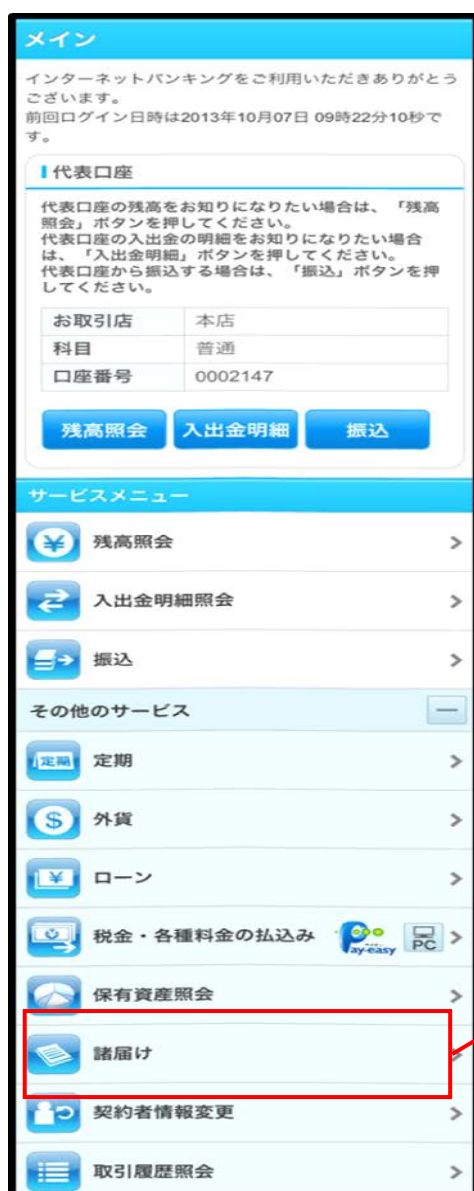 メイン
インターネットバンキングをご利用いただきありがとう
ございます。
前回ログイン日時は2013年10月07日 09時22分10秒で
す。
代表口座
代表口座の残高をお知りになりたい場合は、「残高
照会」ボタンを押してください。
代表口座の入出金の明細をお知りになりたい場合
は、「入出金明細」ボタンを押してください。
代表口座から振込する場合は、「振込」ボタンを押
してください。
お取引店 本店
科目 普通
口座番号 0002147
残高照会 入出金明細 振込
サービスメニュー
¥ 残高照会
入出金明細照会
振込
その他のサービス
定期 定期
$ 外貨
¥ ローン
税金・各種料金の払込み Pay-easy PC
保有資産照会
諸届け
契約者情報変更
取引履歴照会